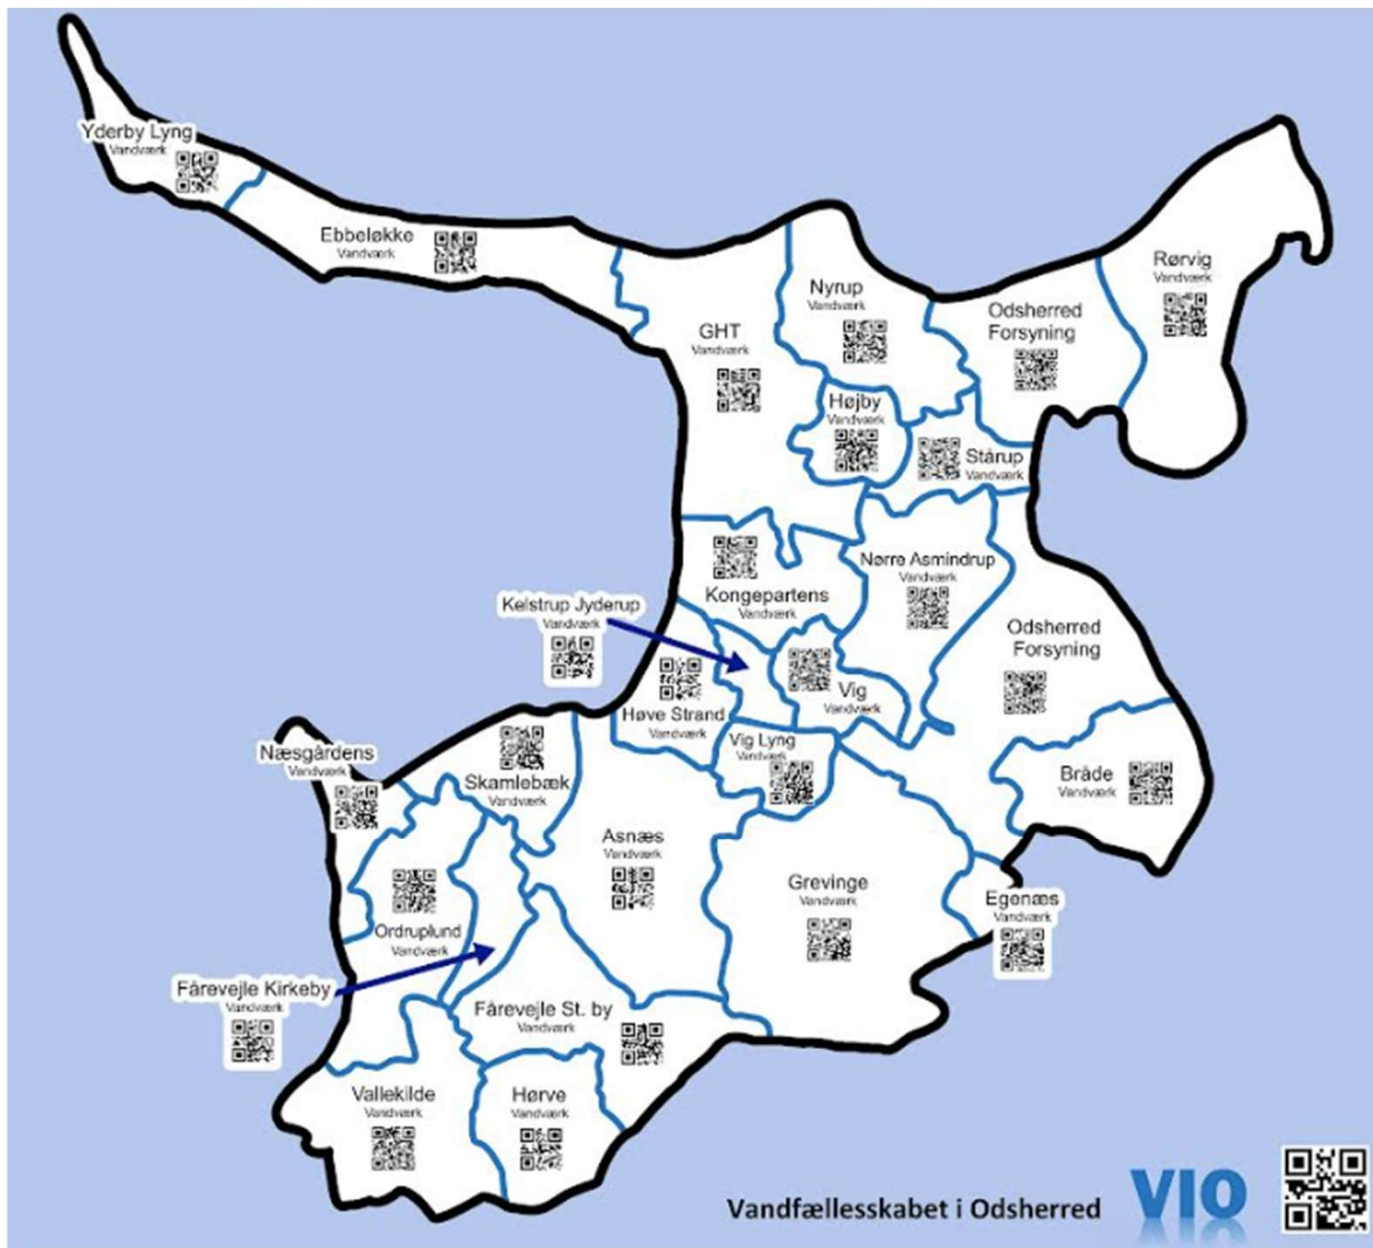 Yderby Lyng
Vandværk
Ebbeløkke
Vandværk
GHT
Vandværk
Nyrup
Vandværk
Odsherred
Forsyning
Rørvig
Vandværk
Højby
Vandværk
Stårup
Vandværk
Kongepartens
Vandværk
Nørre Asmindrup
Vandværk
Kelstrup Jyderup
Vandværk
Odsherred
Forsyning
Høve Strand
Vandværk
Vig
Vandværk
Vig Lyng
Vandværk
Næsgårdens
Vandværk
Skamlebæk
Vandværk
Bråde
Vandværk
Asnæs
Vandværk
Grevinge
Vandværk
Egenæs
Vandværk
Ordruplund
Vandværk
Fårevejle Kirkeby
Vandværk
Fårevejle St. by
Vandværk
Vallekilde
Vandværk
Hørve
Vandværk
Vandfællesskabet i Odsherred
VIO